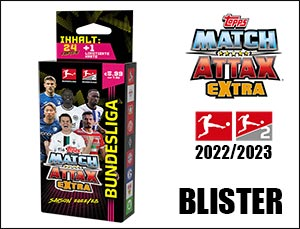 INHALT:
24
+1
LIMITIERTE
KARTE
€5,99
BUNDESLIGA
MATCH
ATTAX
EXTRA
SAISON 2022/23
Topps
MATCH
ATTAX
EXTRA
2
2022/2023
BLISTER